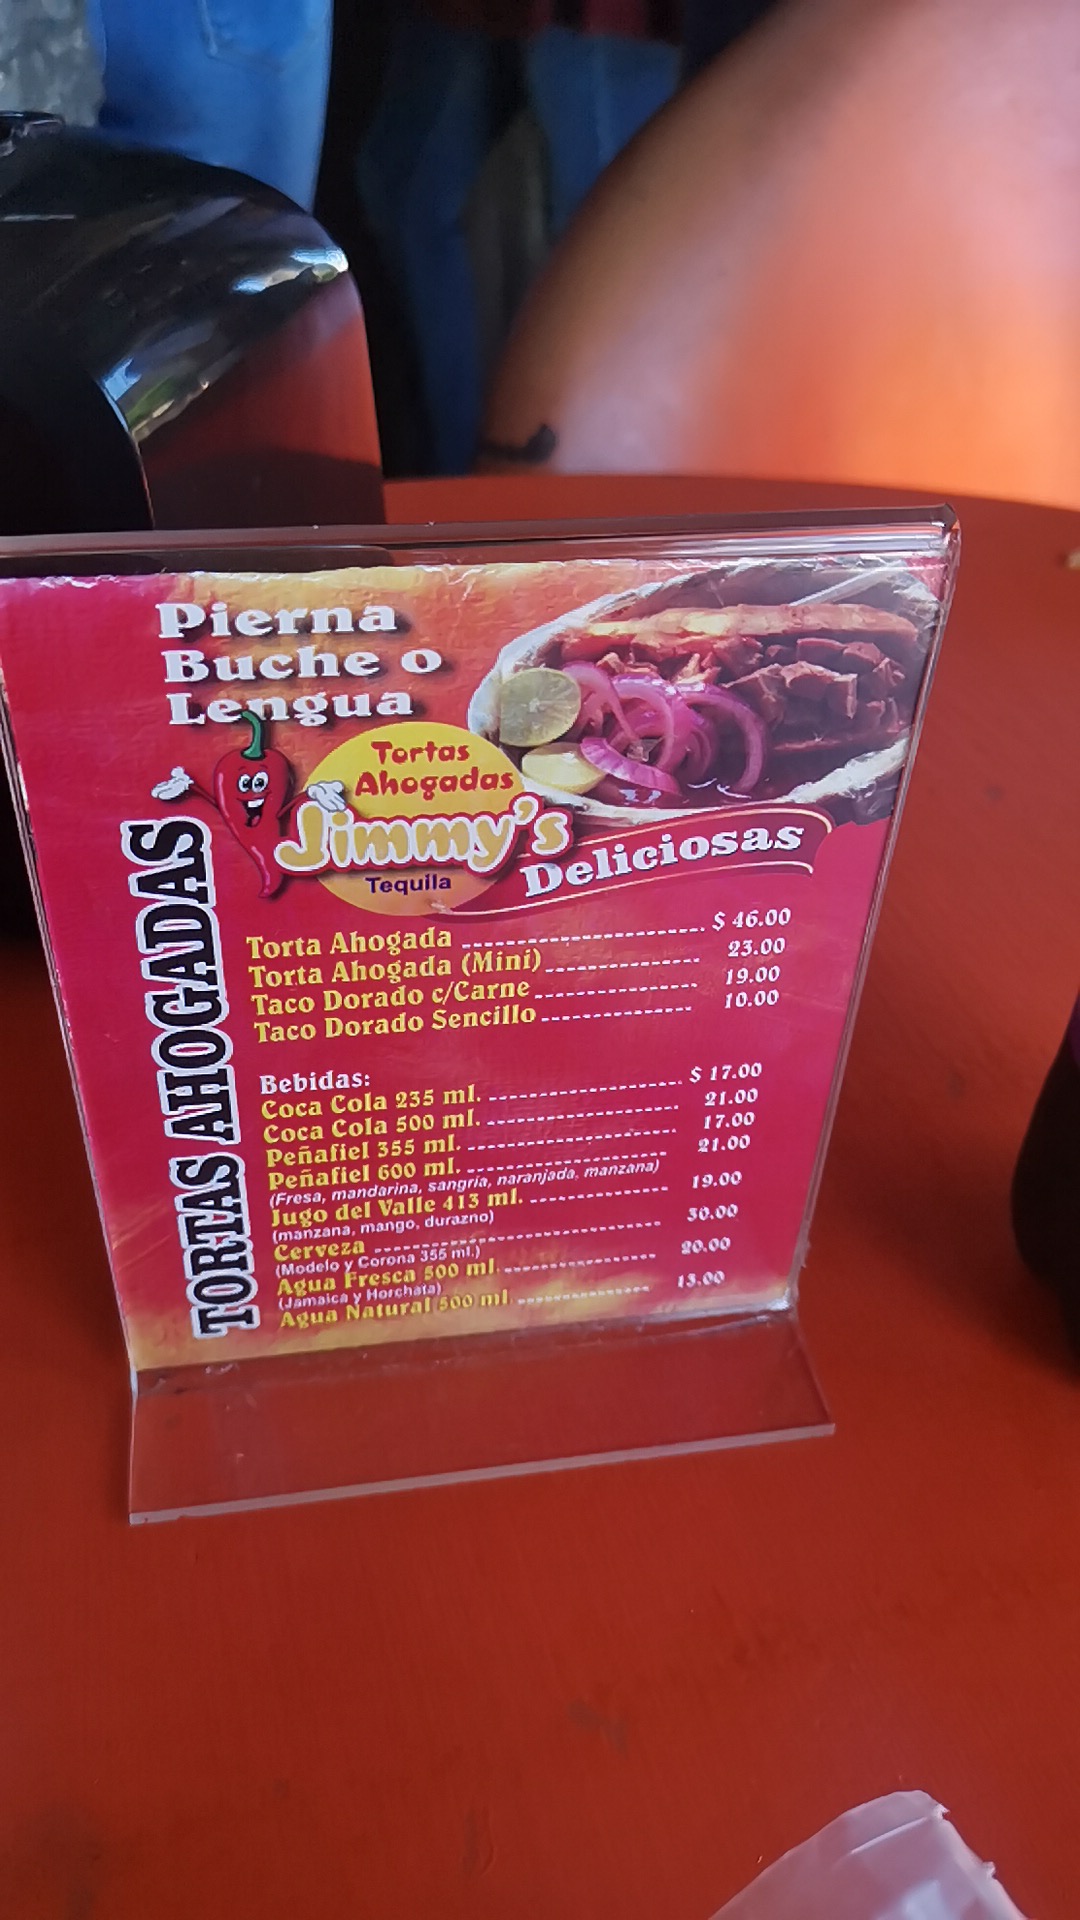 Pierna
Buche o
Lengua
Tortas
Ahogadas
Jimmy's
Tequila
Deliciosas
TORTAS AHOGADAS
Torta Ahogada ........................ $ 46.00
Torta Ahogada (Mini) ................ 23.00
Taco Dorado c/Carne ................ 19.00
Taco Dorado Sencillo ............... 10.00
Bebidas:
Coca Cola 235 ml. ..................... $ 17.00
Coca Cola 500 ml. ..................... 21.00
Peñafiel 355 ml. ....................... 17.00
Peñafiel 600 ml. ....................... 21.00
(Fresa, mandarina, sangría, naranjada, manzana)
Jugo del Valle 413 ml. ................ 19.00
(manzana, mango, durazno)
Cerveza ................................ 30.00
(Modelo y Corona 355 ml.)
Agua Fresca 500 ml. ................. 20.00
(Jamaica y Horchata)
Agua Natural 500 ml ................ 13.00